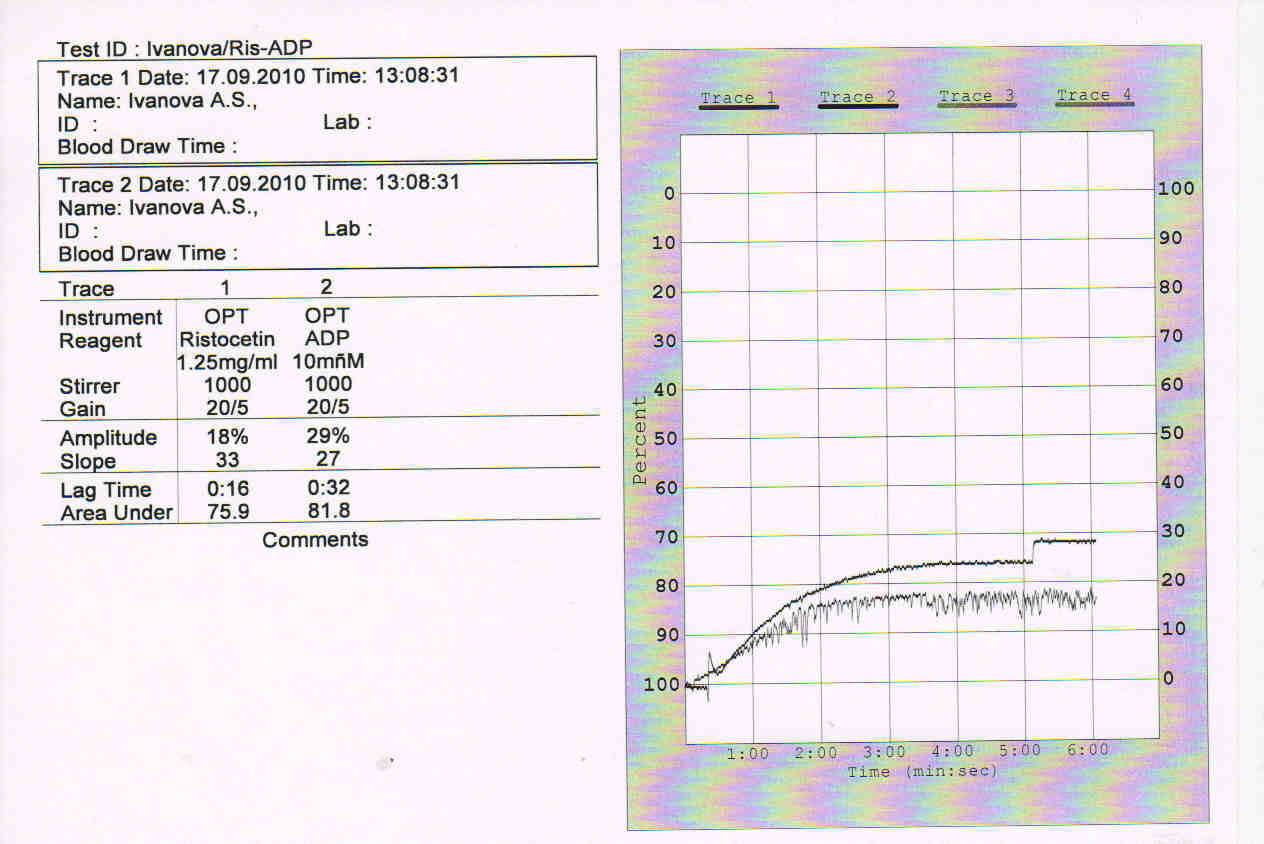 Test ID : Ivanova/Ris-ADP
Trace 1 Date: 17.09.2010 Time: 13:08:31
Name: Ivanova A.S.,
ID : Lab :
Blood Draw Time :
Trace 2 Date: 17.09.2010 Time: 13:08:31
Name: Ivanova A.S.,
ID : Lab :
Blood Draw Time :
Trace 1 2
Instrument OPT OPT
Reagent Ristocetin ADP
1.25mg/ml 10mñM
Stirrer 1000 1000
Gain 20/5 20/5
Amplitude 18% 29%
Slope 33 27
Lag Time 0:16 0:32
Area Under 75.9 81.8
Comments
Trace 1 Trace 2 Trace 3 Trace 4
0 100
10 90
20 80
30 70
40 60
Percent
50 50
60 40
70 30
80 20
90 10
100 0
1:00 2:00 3:00 4:00 5:00 6:00
Time (min:sec)